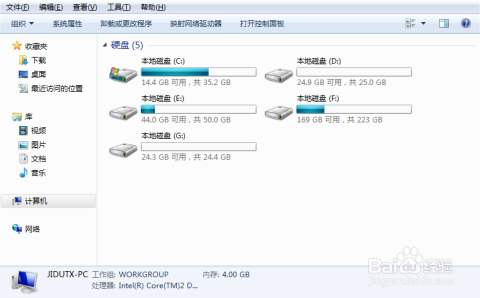 文件(F) 编辑(E) 查看(V) 工具(T) 帮助(H)
组织 系统属性 卸载或更改程序 映射网络驱动器 打开控制面板
收藏夹
下载
桌面
最近访问的位置
库
视频
图片
文档
音乐
计算机
网络
硬盘 (5)
本地磁盘 (C:)
14.4 GB 可用，共 35.2 GB
本地磁盘 (D:)
24.9 GB 可用，共 25.0 GB
本地磁盘 (E:)
44.0 GB 可用，共 50.0 GB
本地磁盘 (F:)
169 GB 可用，共 223 GB
本地磁盘 (G:)
24.3 GB 可用，共 24.4 GB
JIDUTX-PC 工作组: WORKGROUP 内存: 4.00 GB
处理器: Intel(R) Core(TM)2 D...
Baidu 经验